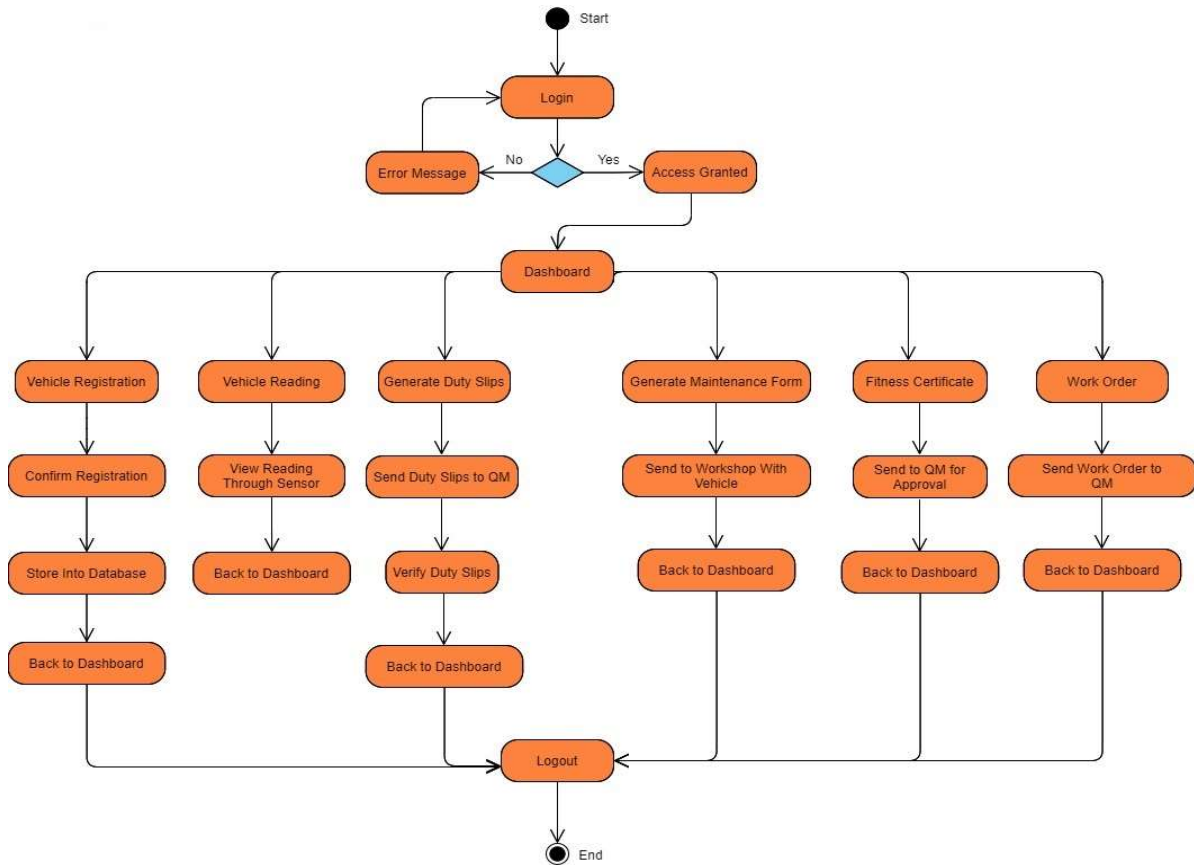 Start
Login
No
Yes
Error Message
Access Granted
Dashboard
Vehicle Registration
Vehicle Reading
Generate Duty Slips
Generate Maintenance Form
Fitness Certificate
Work Order
Confirm Registration
View Reading
Through Sensor
Send Duty Slips to QM
Send to Workshop With
Vehicle
Send to QM for
Approval
Send Work Order to
QM
Store Into Database
Back to Dashboard
Verify Duty Slips
Back to Dashboard
Back to Dashboard
Back to Dashboard
Back to Dashboard
Back to Dashboard
Logout
End